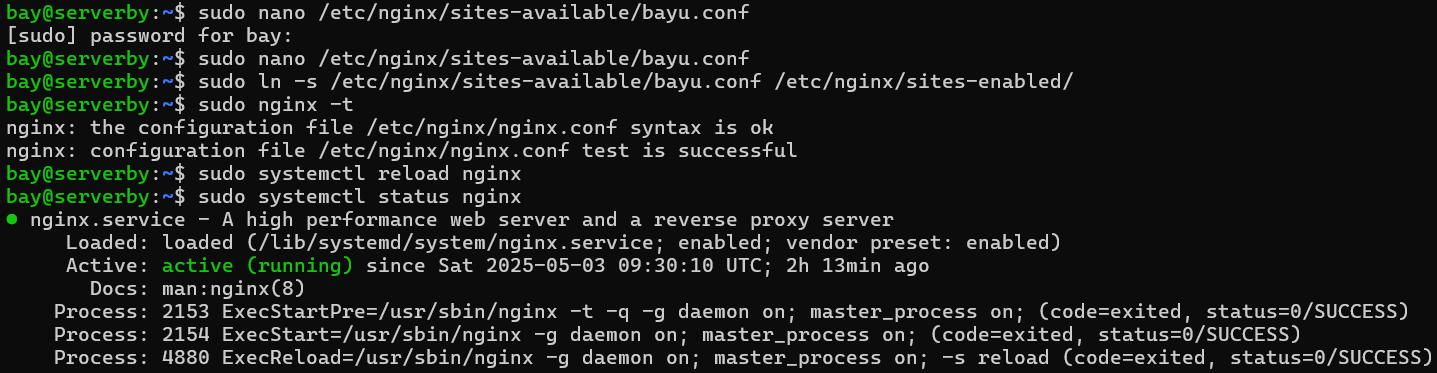 bay@serverby:~$ sudo nano /etc/nginx/sites-available/bayu.conf
[sudo] password for bay:
bay@serverby:~$ sudo nano /etc/nginx/sites-available/bayu.conf
bay@serverby:~$ sudo ln -s /etc/nginx/sites-available/bayu.conf /etc/nginx/sites-enabled/
bay@serverby:~$ sudo nginx -t
nginx: the configuration file /etc/nginx/nginx.conf syntax is ok
nginx: configuration file /etc/nginx/nginx.conf test is successful
bay@serverby:~$ sudo systemctl reload nginx
bay@serverby:~$ sudo systemctl status nginx
● nginx.service - A high performance web server and a reverse proxy server
Loaded: loaded (/lib/systemd/system/nginx.service; enabled; vendor preset: enabled)
Active: active (running) since Sat 2025-05-03 09:30:10 UTC; 2h 13min ago
Docs: man:nginx(8)
Process: 2153 ExecStartPre=/usr/sbin/nginx -t -q -g daemon on; master_process on; (code=exited, status=0/SUCCESS)
Process: 2154 ExecStart=/usr/sbin/nginx -g daemon on; master_process on; (code=exited, status=0/SUCCESS)
Process: 4880 ExecReload=/usr/sbin/nginx -g daemon on; master_process on; -s reload (code=exited, status=0/SUCCESS)